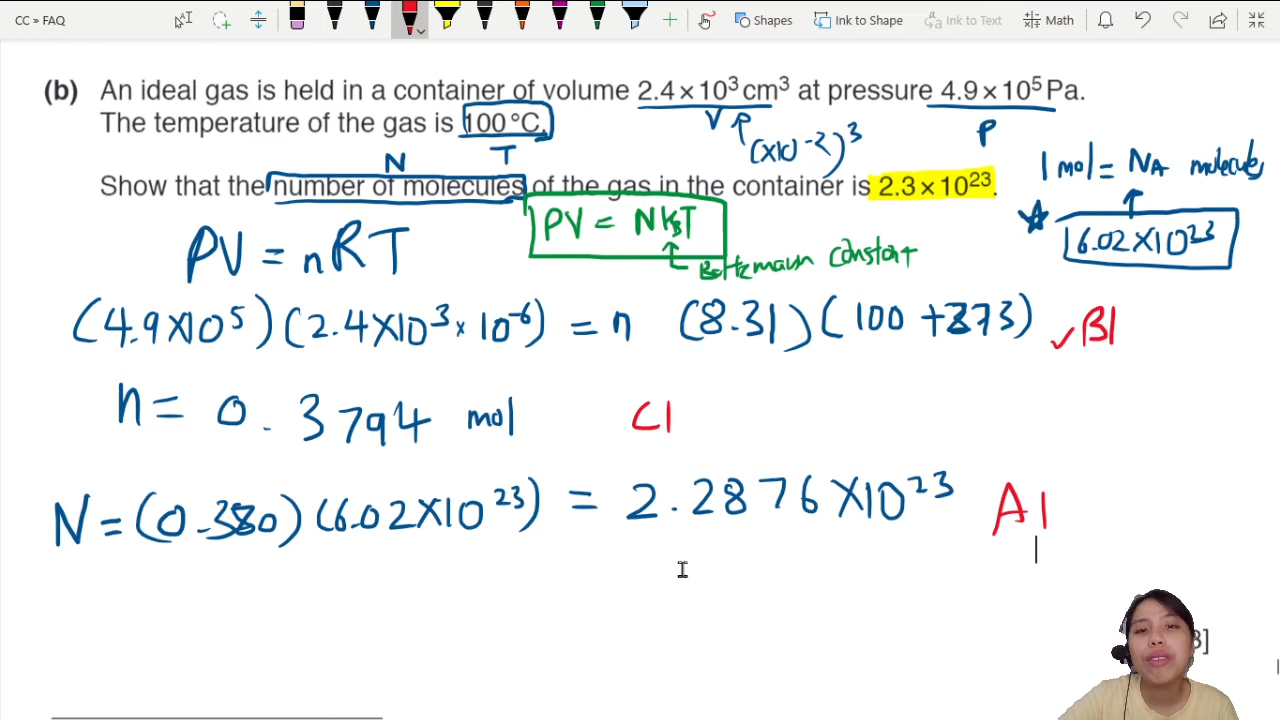 CC » FAQ
Shapes Ink to Shape Ink to Text Math
(b) An ideal gas is held in a container of volume 2.4 × 10³ cm³ at pressure 4.9 × 10⁵ Pa.
The temperature of the gas is 100 °C.
V (×10⁻²)³ P
N T
1 mol = NA molecules
Show that the number of molecules of the gas in the container is 2.3 × 10²³.
6.02×10²³
PV = nRT
PV = NkBT
Boltzmann constant
(4.9×10⁵)(2.4×10³ × 10⁻⁶) = n (8.31)(100 + 273) ✓ B1
n = 0.3794 mol C1
N = (0.380)(6.02×10²³) = 2.2876×10²³ A1
3]